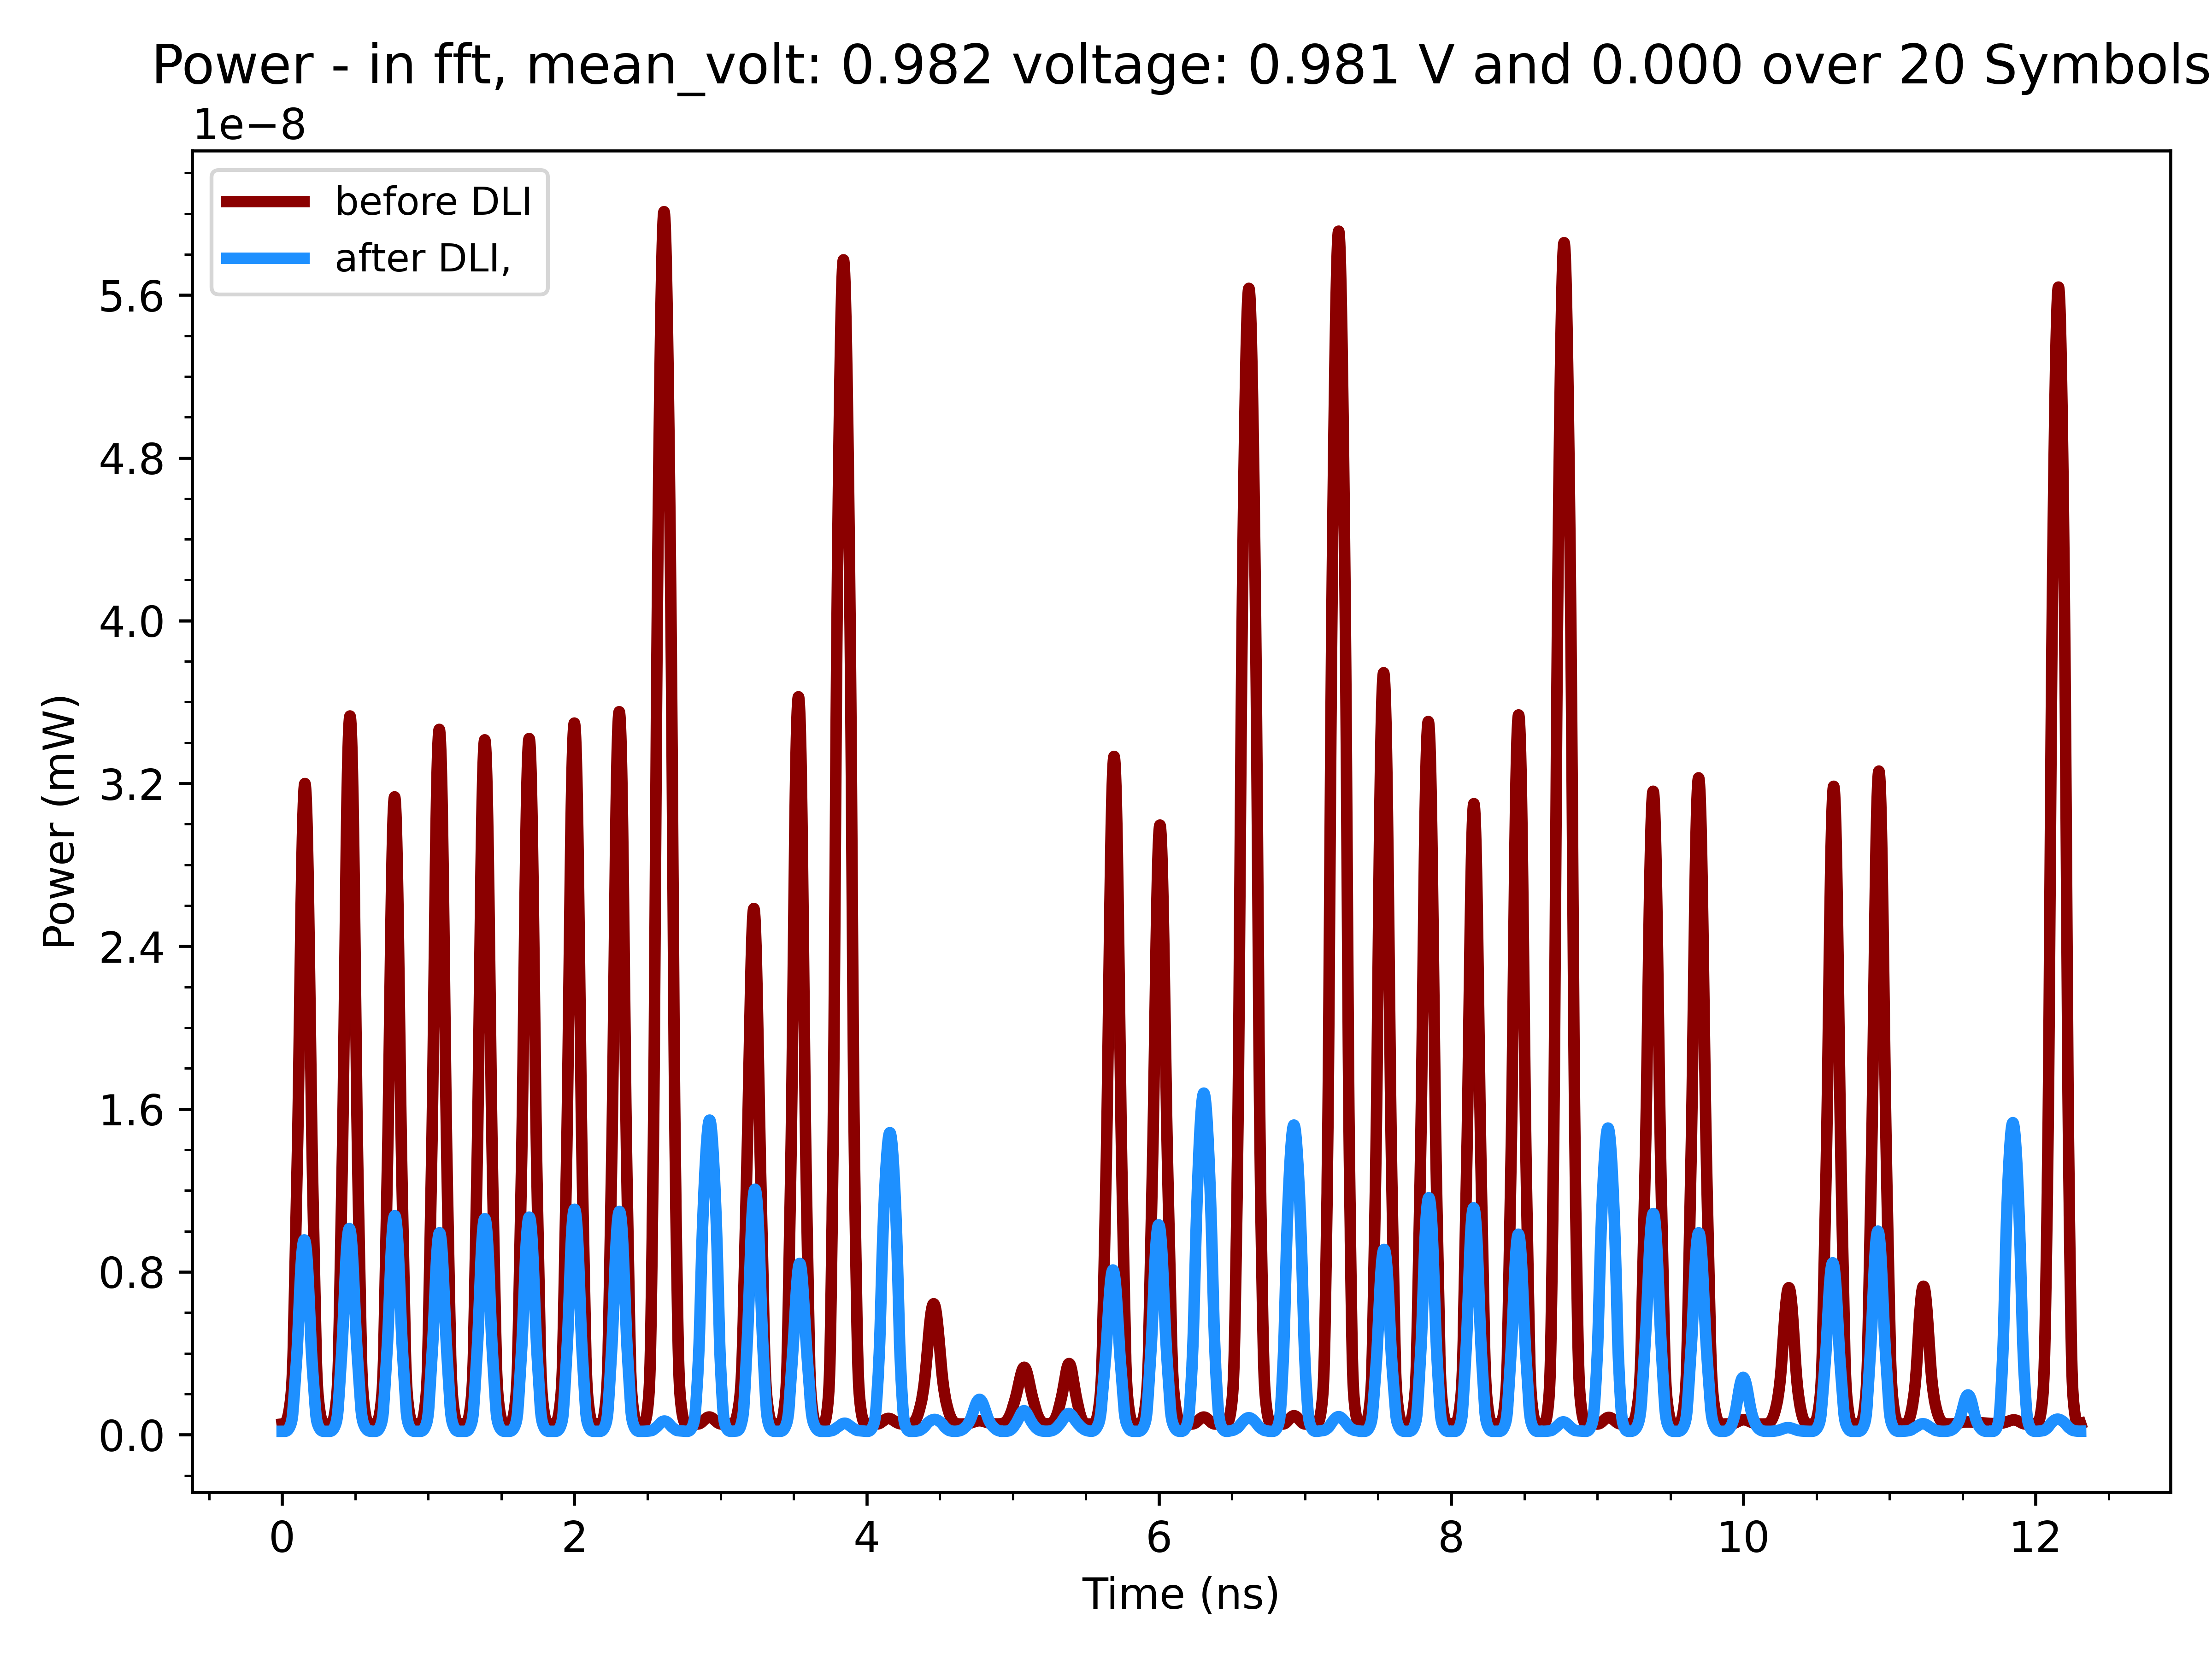 Power - in fft, mean_volt: 0.982 voltage: 0.981 V and 0.000 over 20 Symbols
1e−8
before DLI
after DLI,
5.6
4.8
4.0
3.2
2.4
1.6
0.8
0.0
Power (mW)
0 2 4 6 8 10 12
Time (ns)